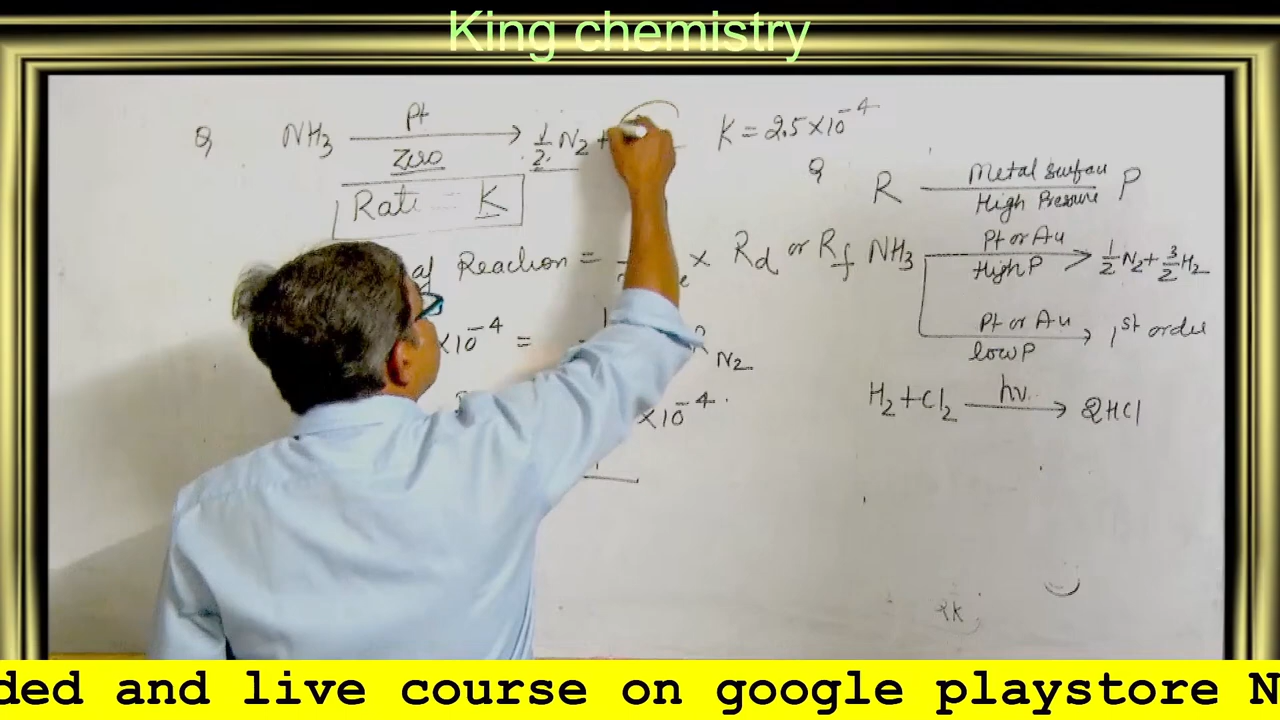 King chemistry
Q NH3 —Pt→ 1/2 N2 + K = 2.5×10^-4
Zero
Rate = K
of Reaction = × Rd or Rf
×10^-4 = R N2
×10^-4
Q
R —Metal Surface→ P
High Pressure
NH3 —Pt or Au→ 1/2 N2 + 3/2 H2
High P
Pt or Au → 1st order
low P
H2 + Cl2 —hν→ 2HCl
2K
ded and live course on google playstore N